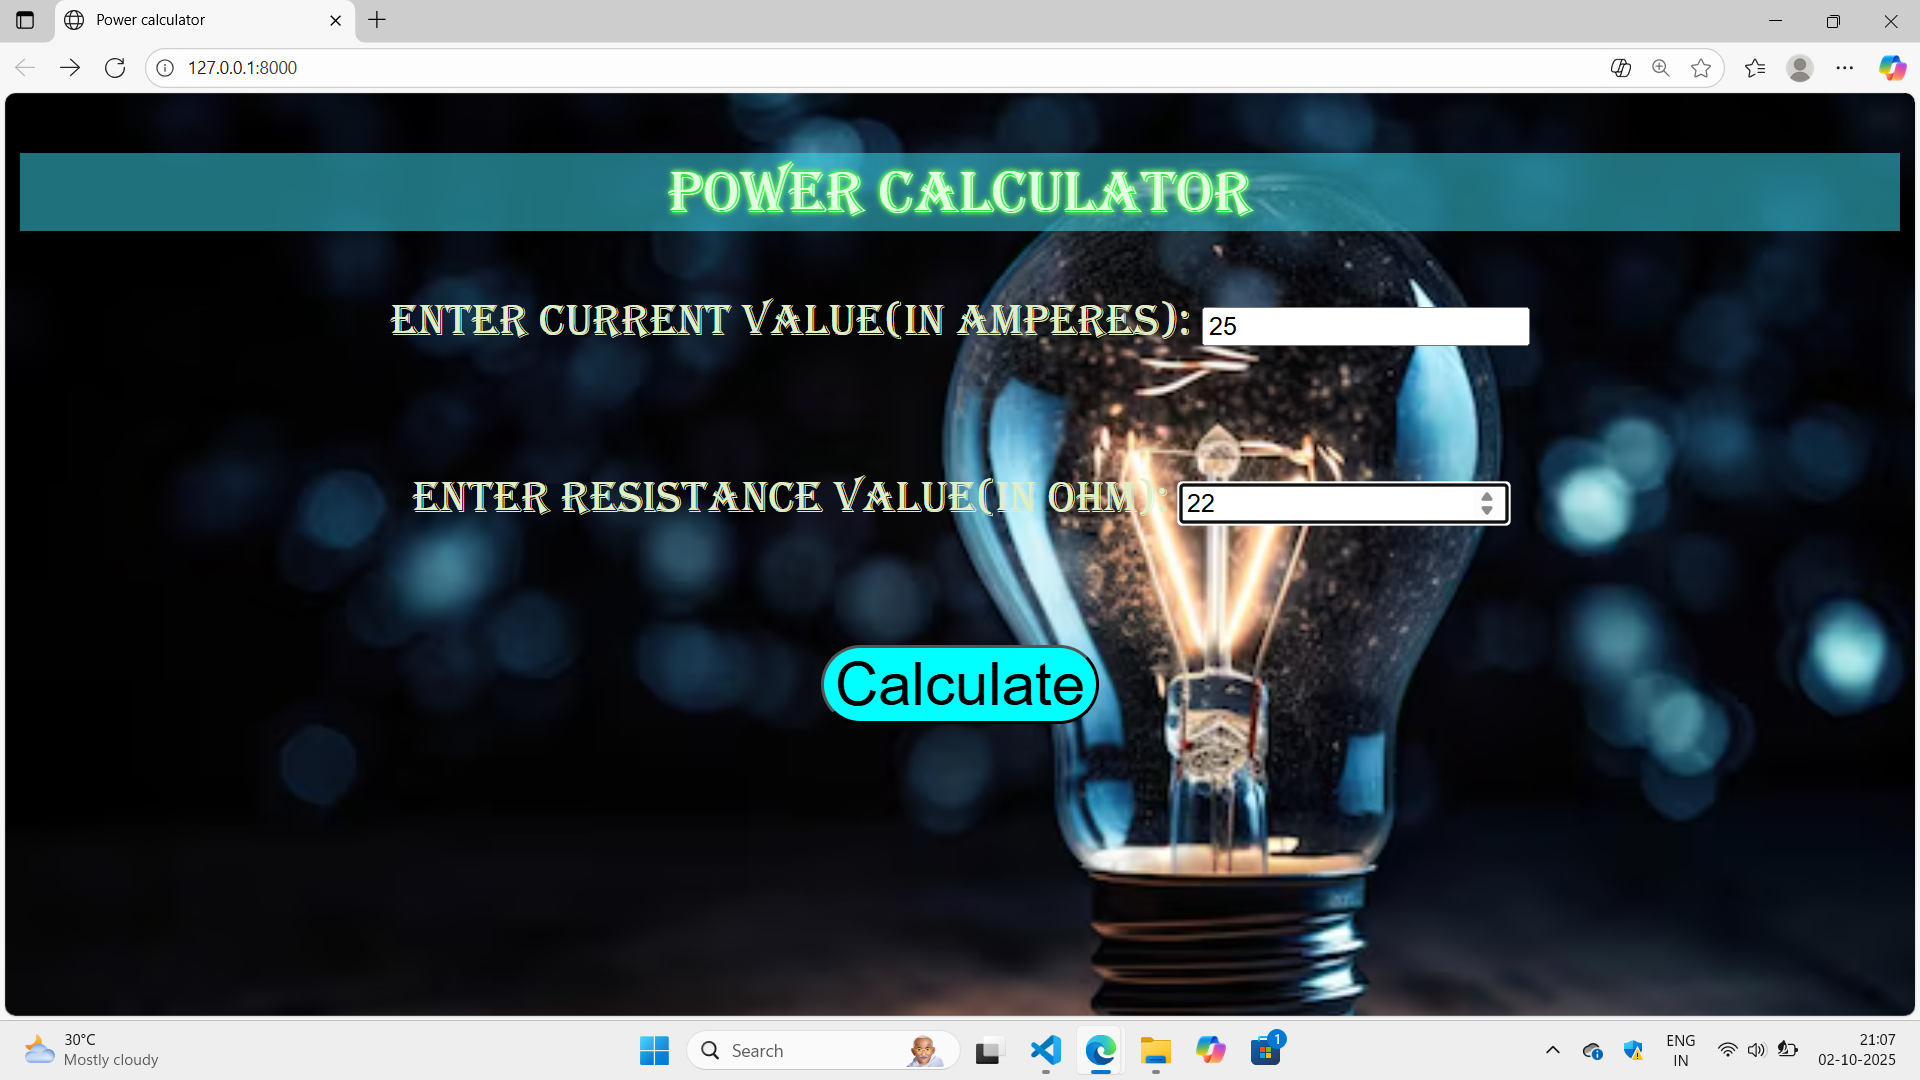 Power calculator
127.0.0.1:8000
POWER CALCULATOR
ENTER CURRENT VALUE(IN AMPERES): 25
ENTER RESISTANCE VALUE(IN OHM): 22
Calculate
30°C
Mostly cloudy
Search
1
ENG
IN
21:07
02-10-2025